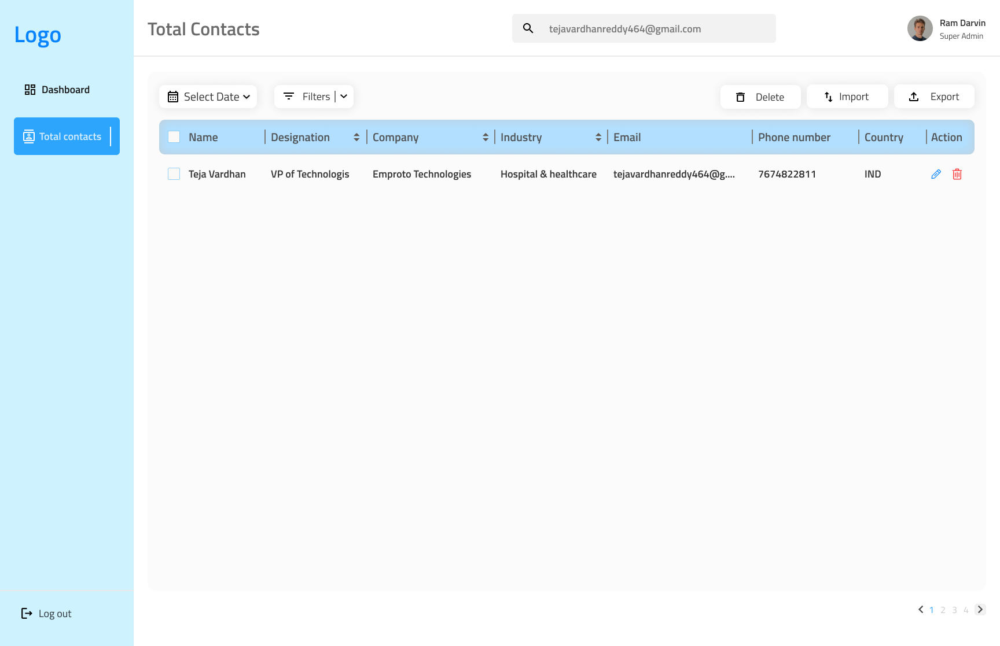 Logo
Total Contacts
tejavardhanreddy464@gmail.com
Ram Darvin
Super Admin
Dashboard
Total contacts
Select Date
Filters
Delete
Import
Export
Name Designation Company Industry Email Phone number Country Action
Teja Vardhan VP of Technologis Emproto Technologies Hospital & healthcare tejavardhanreddy464@g.... 7674822811 IND
Log out
1 2 3 4